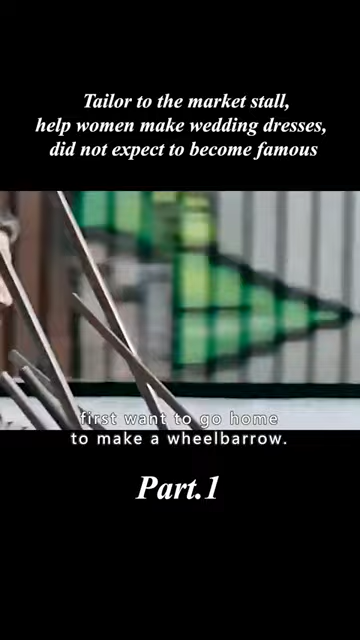 Tailor to the market stall,
help women make wedding dresses,
did not expect to become famous
first want to go home
to make a wheelbarrow.
Part.1